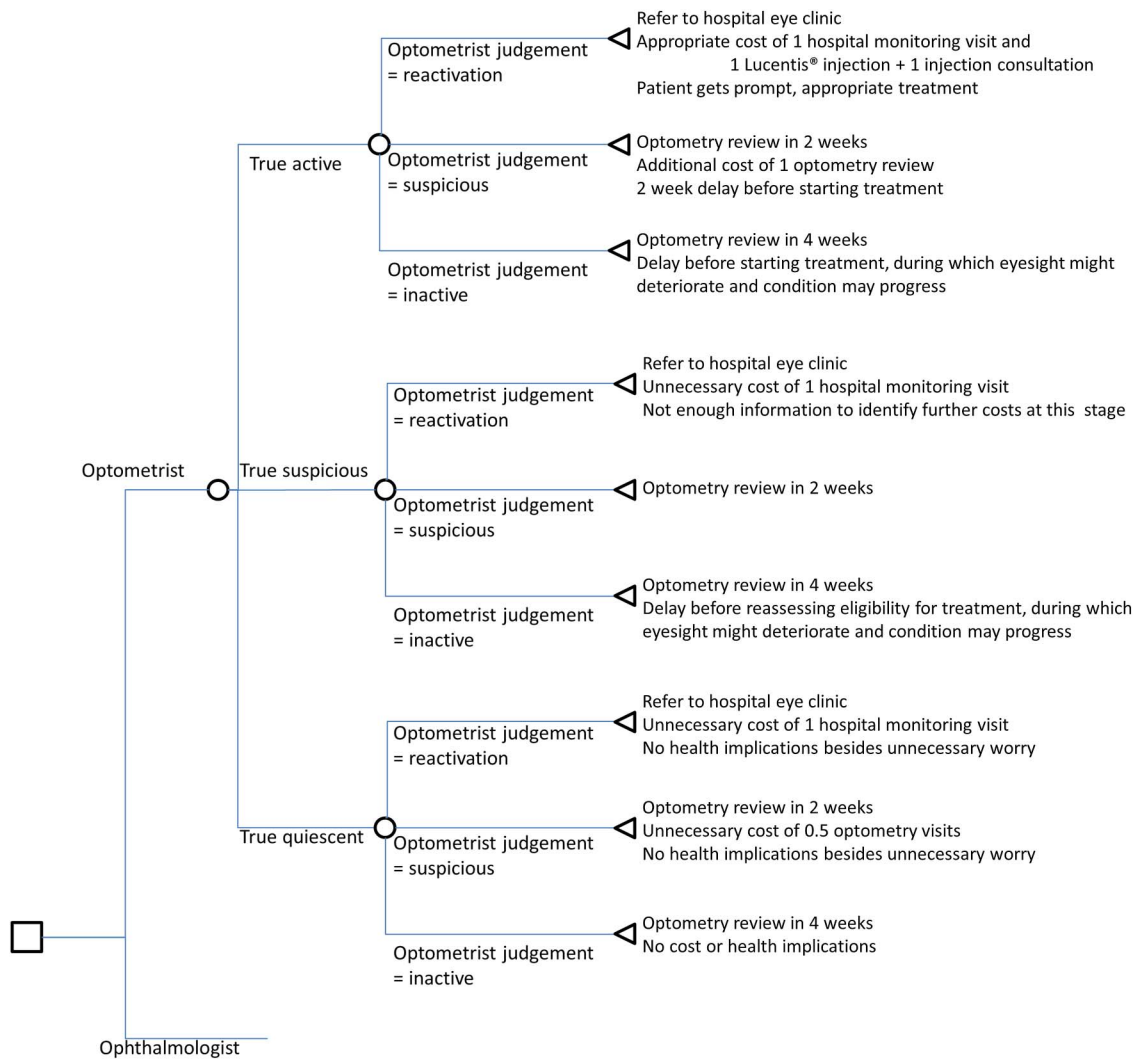 Refer to hospital eye clinic
Optometrist judgement
= reactivation
Appropriate cost of 1 hospital monitoring visit and
1 Lucentis® injection + 1 injection consultation
Patient gets prompt, appropriate treatment
True active
Optometrist judgement
= suspicious
Optometry review in 2 weeks
Additional cost of 1 optometry review
2 week delay before starting treatment
Optometrist judgement
= inactive
Optometry review in 4 weeks
Delay before starting treatment, during which eyesight might
deteriorate and condition may progress
Optometrist judgement
= reactivation
Refer to hospital eye clinic
Unnecessary cost of 1 hospital monitoring visit
Not enough information to identify further costs at this stage
Optometrist
True suspicious
Optometrist judgement
= suspicious
Optometry review in 2 weeks
Optometrist judgement
= inactive
Optometry review in 4 weeks
Delay before reassessing eligibility for treatment, during which
eyesight might deteriorate and condition may progress
Optometrist judgement
= reactivation
Refer to hospital eye clinic
Unnecessary cost of 1 hospital monitoring visit
No health implications besides unnecessary worry
True quiescent
Optometrist judgement
= suspicious
Optometry review in 2 weeks
Unnecessary cost of 0.5 optometry visits
No health implications besides unnecessary worry
Optometrist judgement
= inactive
Optometry review in 4 weeks
No cost or health implications
Ophthalmologist